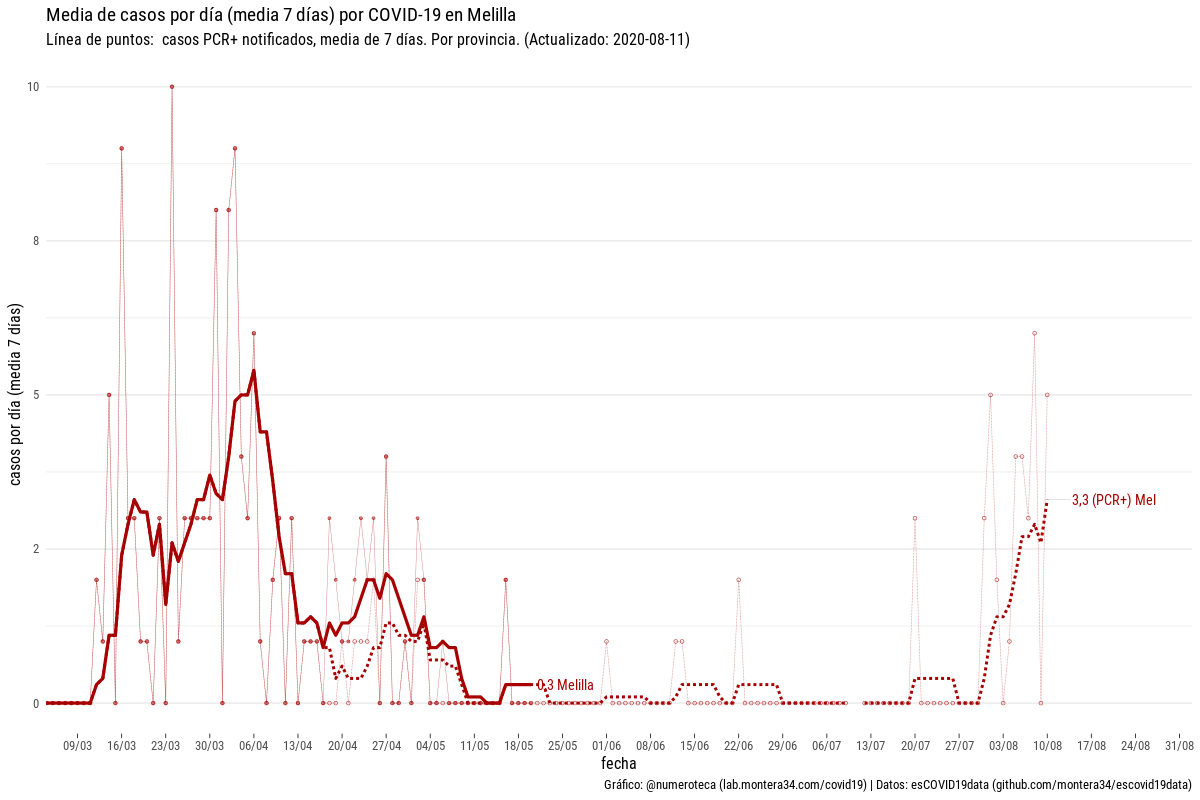 Media de casos por día (media 7 días) por COVID-19 en Melilla
Línea de puntos:  casos PCR+ notificados, media de 7 días. Por provincia. (Actualizado: 2020-08-11)
casos por día (media 7 días)
10
8
5
2
0
0,3 Melilla
3,3 (PCR+) Mel
09/03 16/03 23/03 30/03 06/04 13/04 20/04 27/04 04/05 11/05 18/05 25/05 01/06 08/06 15/06 22/06 29/06 06/07 13/07 20/07 27/07 03/08 10/08 17/08 24/08 31/08
fecha
Gráfico: @numeroteca (lab.montera34.com/covid19) | Datos: esCOVID19data (github.com/montera34/escovid19data)